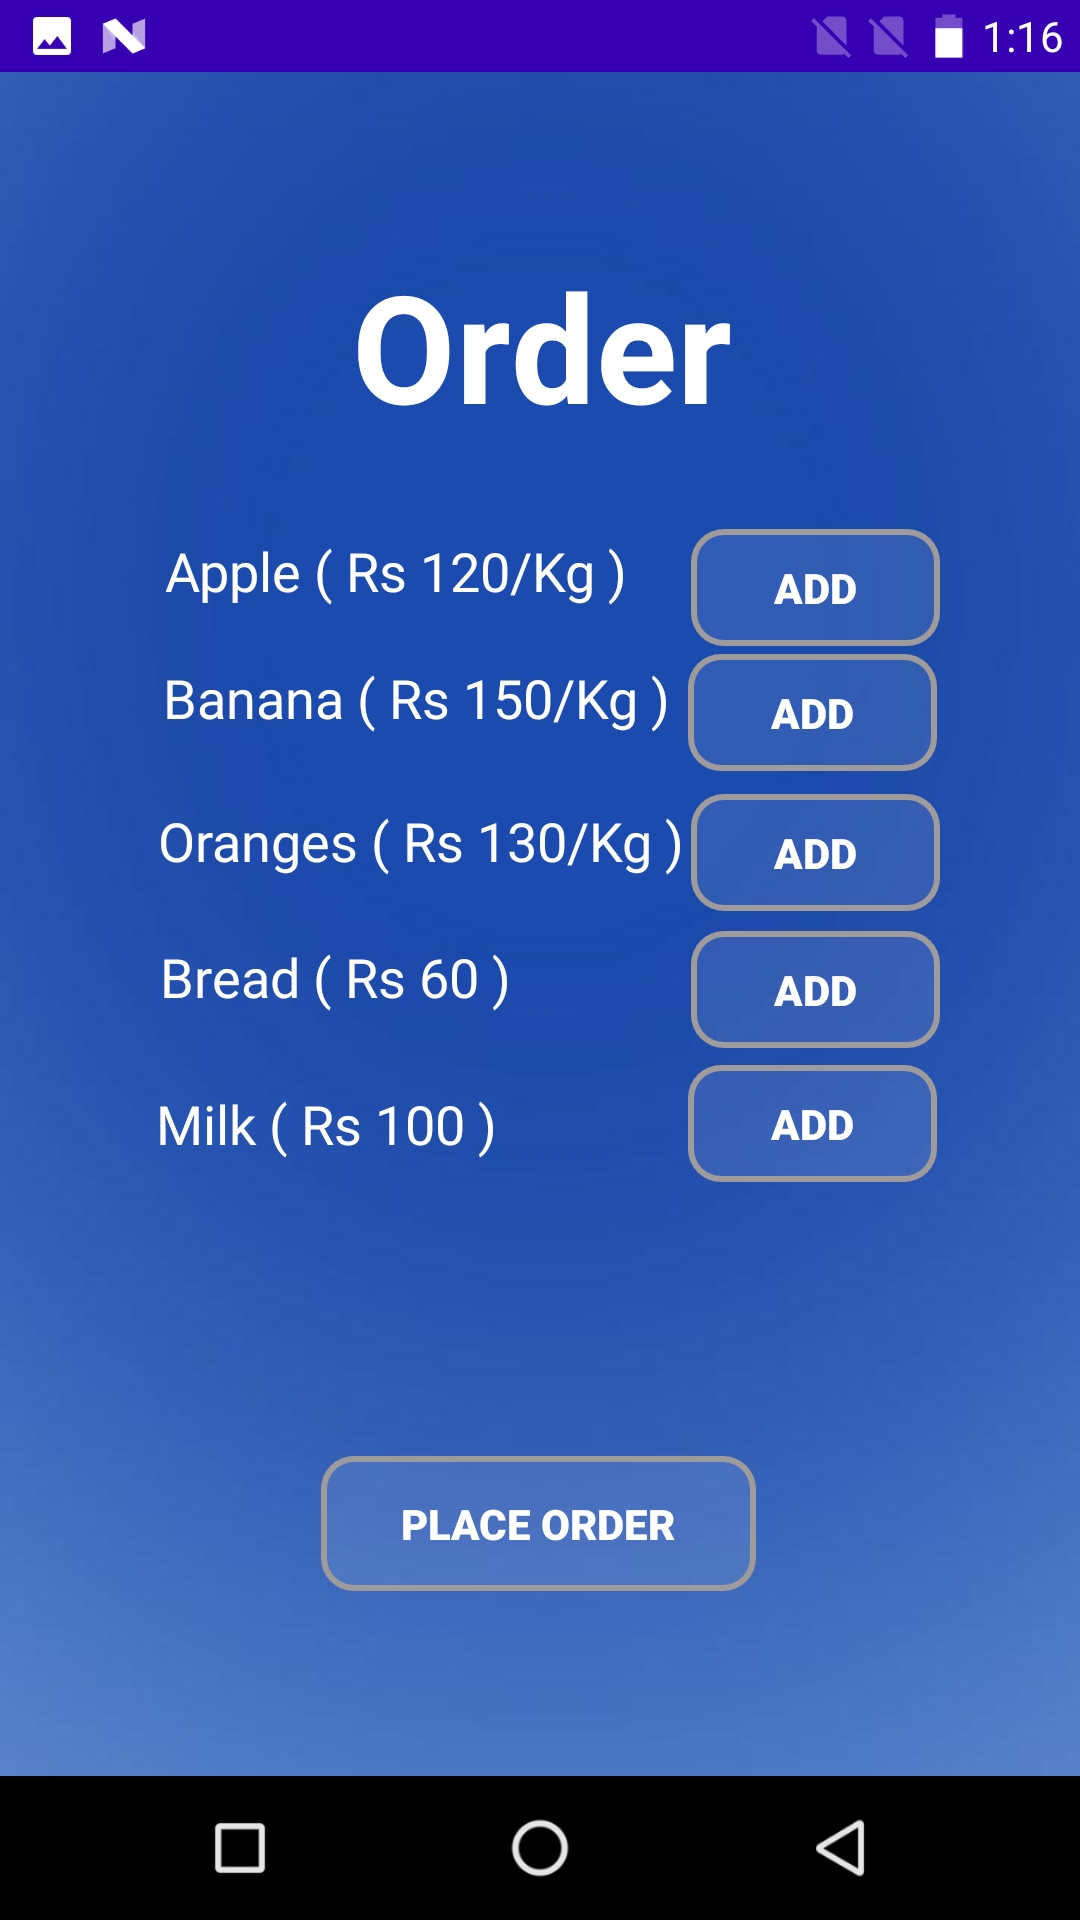 1:16
Order
Apple ( Rs 120/Kg ) ADD
Banana ( Rs 150/Kg ) ADD
Oranges ( Rs 130/Kg ) ADD
Bread ( Rs 60 ) ADD
Milk ( Rs 100 ) ADD
PLACE ORDER